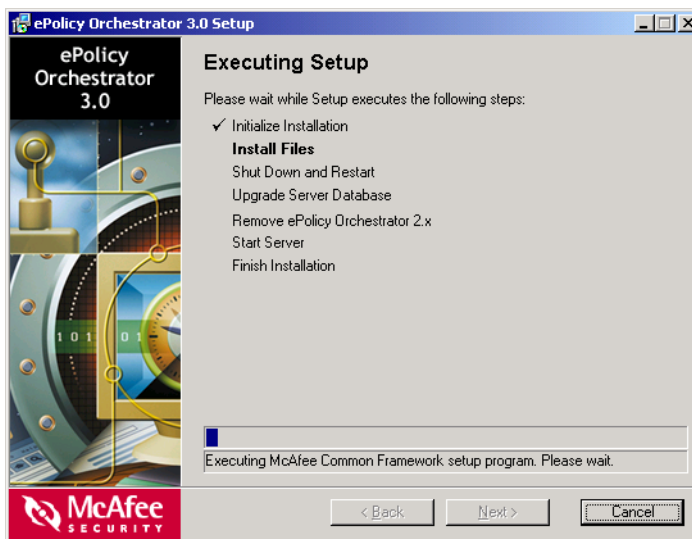 ePolicy Orchestrator 3.0 Setup
ePolicy
Orchestrator
3.0
Executing Setup
Please wait while Setup executes the following steps:
✓ Initialize Installation
Install Files
Shut Down and Restart
Upgrade Server Database
Remove ePolicy Orchestrator 2.x
Start Server
Finish Installation
1 0 1 0 1
Executing McAfee Common Framework setup program. Please wait.
McAfee
SECURITY
< Back
Next >
Cancel